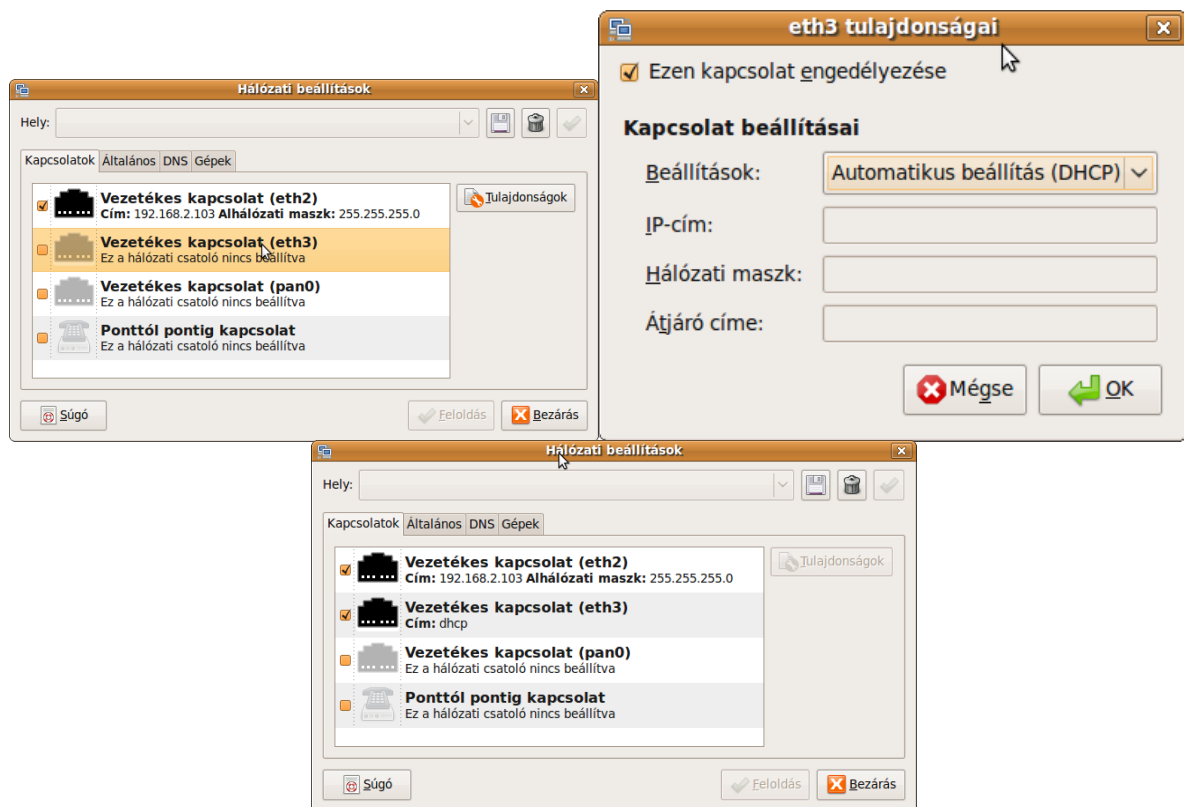 Hálózati beállítások
Hely:
Kapcsolatok Általános DNS Gépek
Vezetékes kapcsolat (eth2)
Cím: 192.168.2.103 Alhálózati maszk: 255.255.255.0
Tulajdonságok
Vezetékes kapcsolat (eth3)
Ez a hálózati csatoló nincs beállítva
Vezetékes kapcsolat (pan0)
Ez a hálózati csatoló nincs beállítva
Ponttól pontig kapcsolat
Ez a hálózati csatoló nincs beállítva
Súgó Feloldás Bezárás
eth3 tulajdonságai
Ezen kapcsolat engedélyezése
Kapcsolat beállításai
Beállítások: Automatikus beállítás (DHCP)
IP-cím:
Hálózati maszk:
Átjáró címe:
Mégse OK
Hálózati beállítások
Hely:
Kapcsolatok Általános DNS Gépek
Vezetékes kapcsolat (eth2)
Cím: 192.168.2.103 Alhálózati maszk: 255.255.255.0
Tulajdonságok
Vezetékes kapcsolat (eth3)
Cím: dhcp
Vezetékes kapcsolat (pan0)
Ez a hálózati csatoló nincs beállítva
Ponttól pontig kapcsolat
Ez a hálózati csatoló nincs beállítva
Súgó Feloldás Bezárás